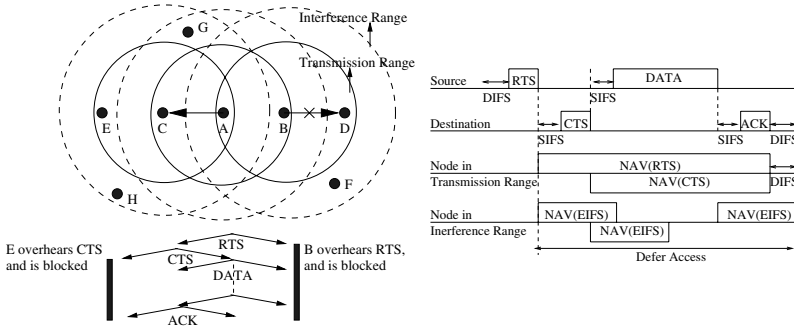 G
Interference Range
Transmission Range
E
C
A
B
D
H
F
E overhears CTS
and is blocked
RTS
CTS
DATA
ACK
B overhears RTS,
and is blocked
Source
RTS
DATA
DIFS
SIFS
Destination
CTS
ACK
SIFS
SIFS
DIFS
Node in
Transmission Range
NAV(RTS)
NAV(CTS)
DIFS
Node in
Inerference Range
NAV(EIFS)
NAV(EIFS)
NAV(EIFS)
Defer Access